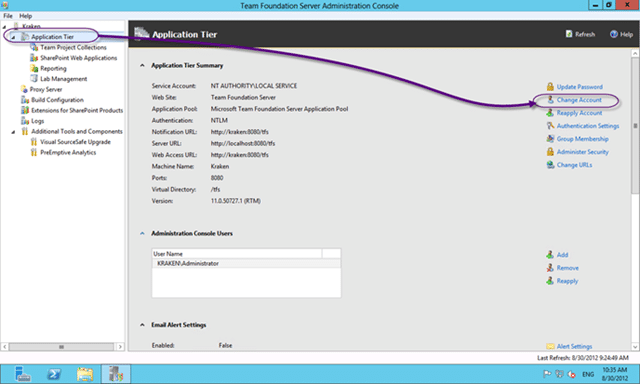 Team Foundation Server Administration Console
File Help
Kraken
Application Tier
Team Project Collections
SharePoint Web Applications
Reporting
Lab Management
Proxy Server
Build Configuration
Extensions for SharePoint Products
Logs
Additional Tools and Components
Visual SourceSafe Upgrade
PreEmptive Analytics
Application Tier
Refresh
Help
Application Tier Summary
Service Account: NT AUTHORITY\LOCAL SERVICE
Web Site: Team Foundation Server
Application Pool: Microsoft Team Foundation Server Application Pool
Authentication: NTLM
Notification URL: http://kraken:8080/tfs
Server URL: http://localhost:8080/tfs
Web Access URL: http://kraken:8080/tfs
Machine Name: Kraken
Ports: 8080
Virtual Directory: /tfs
Version: 11.0.50727.1 (RTM)
Update Password
Change Account
Reapply Account
Authentication Settings
Group Membership
Administer Security
Change URLs
Administration Console Users
User Name
KRAKEN\Administrator
Add
Remove
Reapply
Email Alert Settings
Enabled: False
Alert Settings
Last Refresh: 8/30/2012 9:24:49 AM
ENG
10:35 AM
8/30/2012